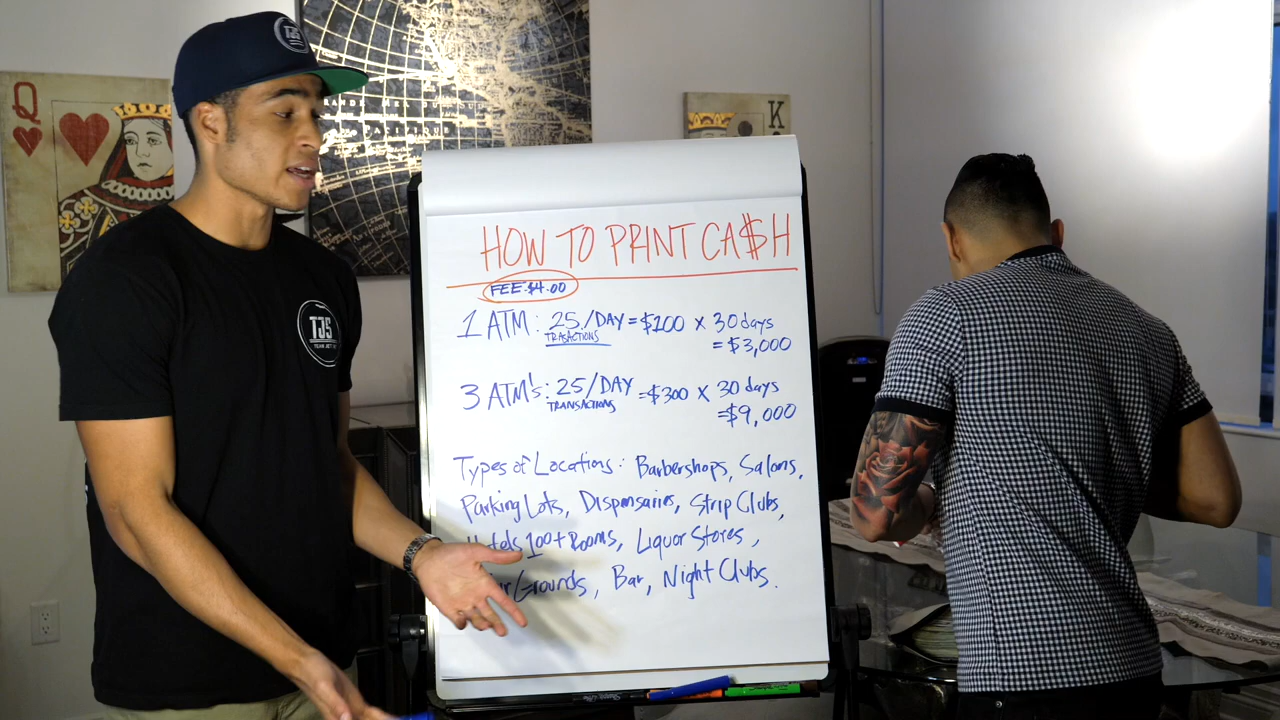 TJS
Q
K
PACIFIQUE
HOW TO PRINT CA$H
FEE: $4.00
1 ATM: 25/DAY = $100 X 30 days
TRASACTIONS
= $3,000
3 ATM's: 25/DAY = $300 X 30 days
TRANSACTIONS
= $9,000
Types of Locations: Barbershops, Salons,
Parking Lots, Dispensaries, Strip Clubs,
Hotels 100+ Rooms, Liquor Stores,
Grounds, Bar, Night Clubs.
TJS